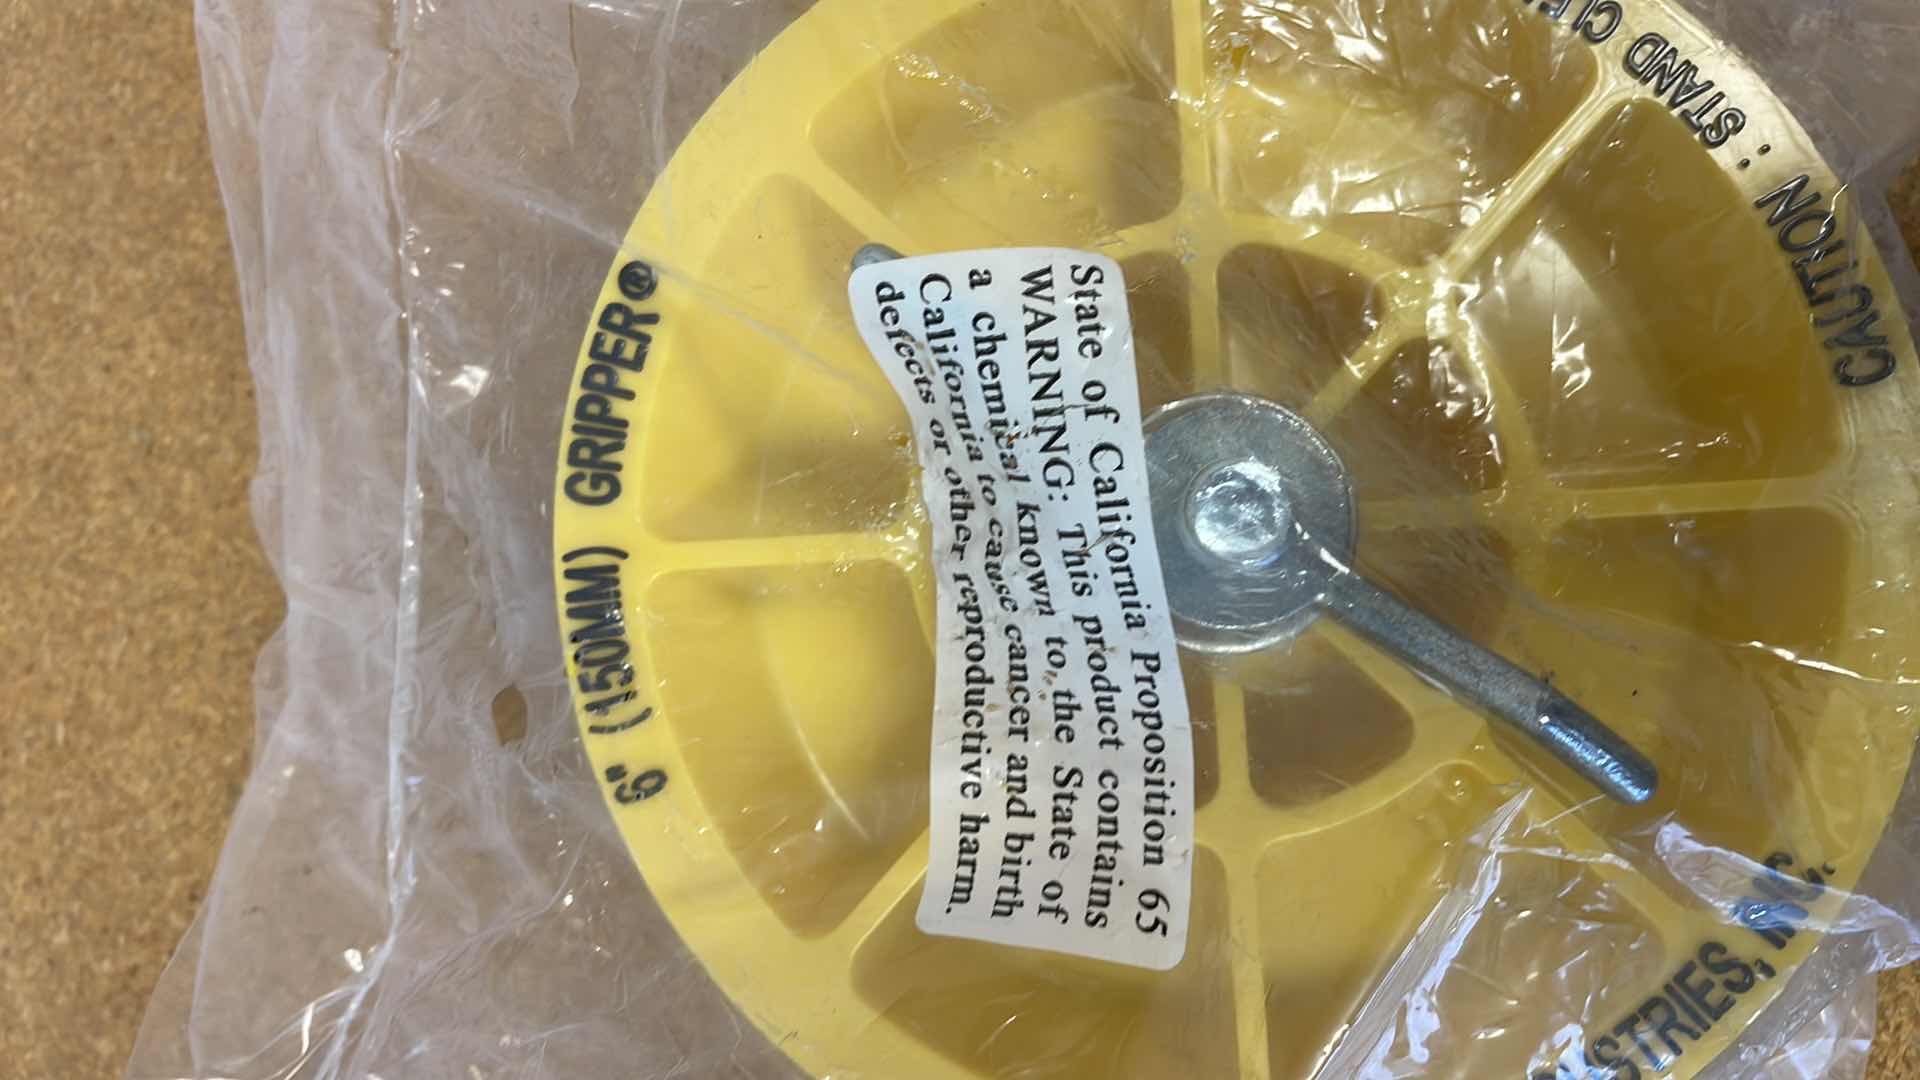 State of California Proposition 65
WARNING: This product contains
a chemical known to the State of
California to cause cancer and birth
defects or other reproductive harm.
6" (150MM) GRIPPER®
CAUTION : STAND
INC.